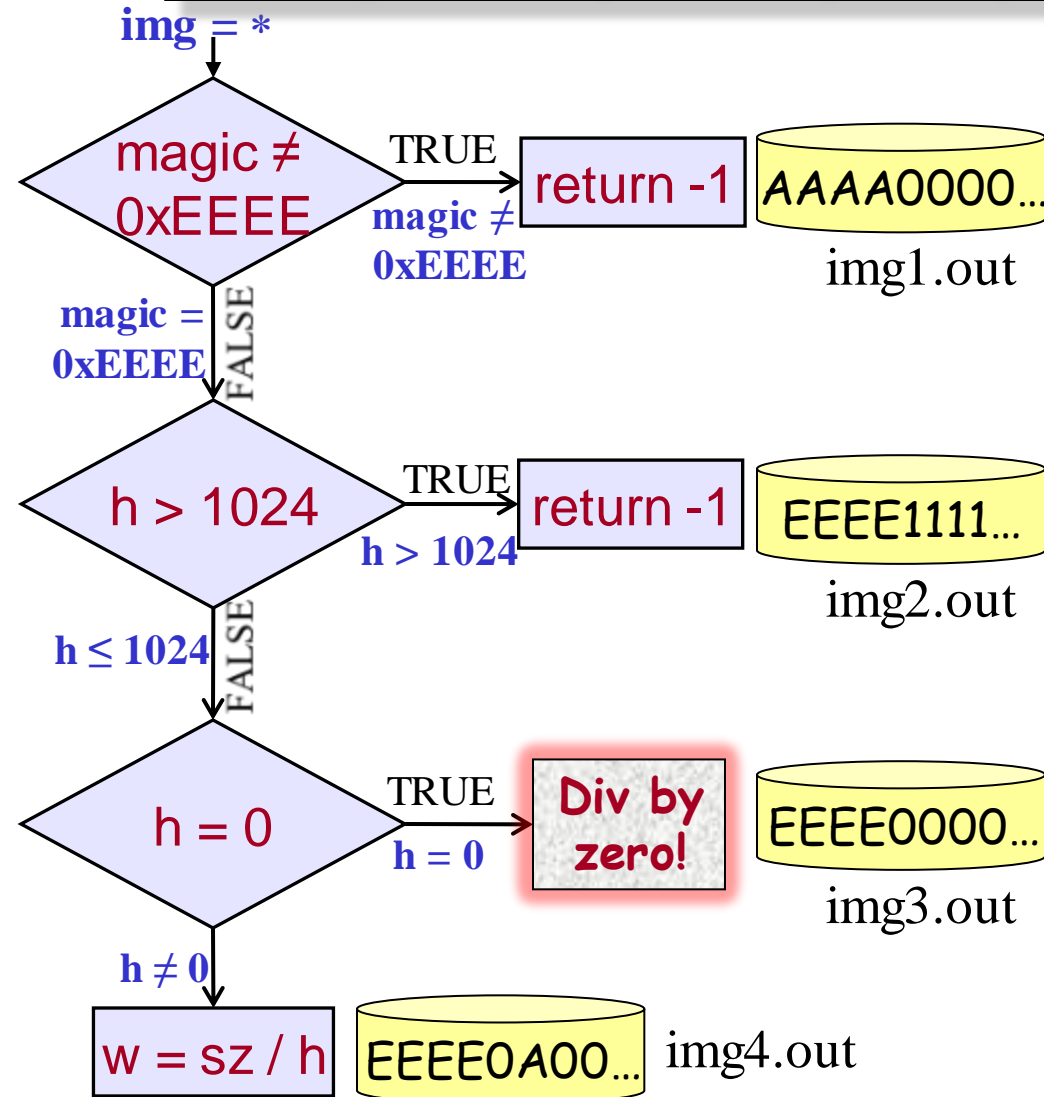 img = *
magic ≠
0xEEEE
TRUE
magic ≠
0xEEEE
return -1
AAAA0000...
img1.out
magic =
0xEEEE
FALSE
h > 1024
TRUE
h > 1024
return -1
EEEE1111...
img2.out
h ≤ 1024
FALSE
h = 0
TRUE
h = 0
Div by
zero!
EEEE0000...
img3.out
h ≠ 0
w = sz / h
EEEE0A00...
img4.out